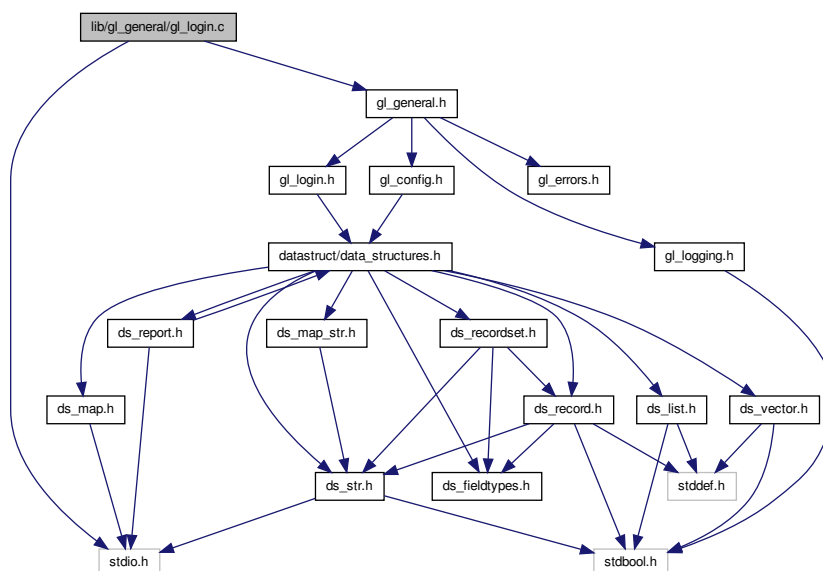 lib/gl_general/gl_login.c
gl_general.h
gl_login.h
gl_config.h
gl_errors.h
datastruct/data_structures.h
gl_logging.h
ds_report.h
ds_map_str.h
ds_recordset.h
ds_map.h
ds_record.h
ds_list.h
ds_vector.h
ds_str.h
ds_fieldtypes.h
stddef.h
stdio.h
stdbool.h